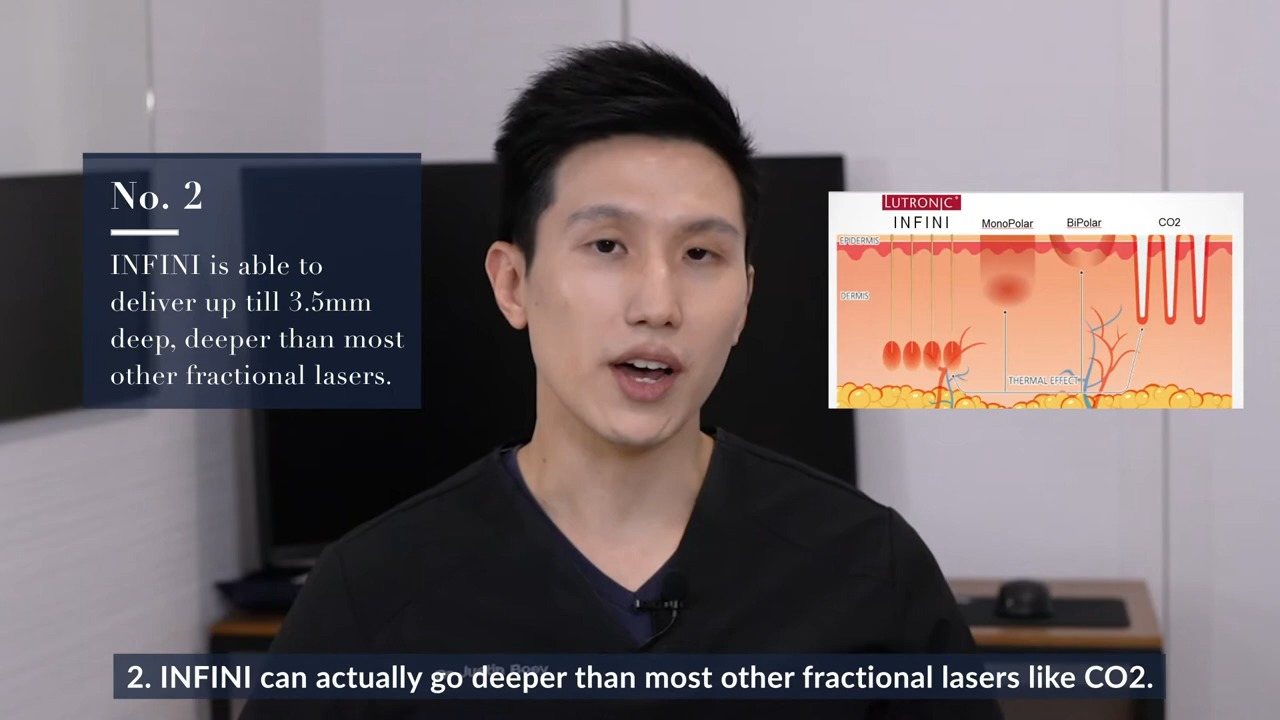 No. 2
INFINI is able to
deliver up till 3.5mm
deep, deeper than most
other fractional lasers.
LUTRONIC®
INFINI
MonoPolar
BiPolar
CO2
EPIDERMIS
DERMIS
THERMAL EFFECT
Justin Boey
2. INFINI can actually go deeper than most other fractional lasers like CO2.